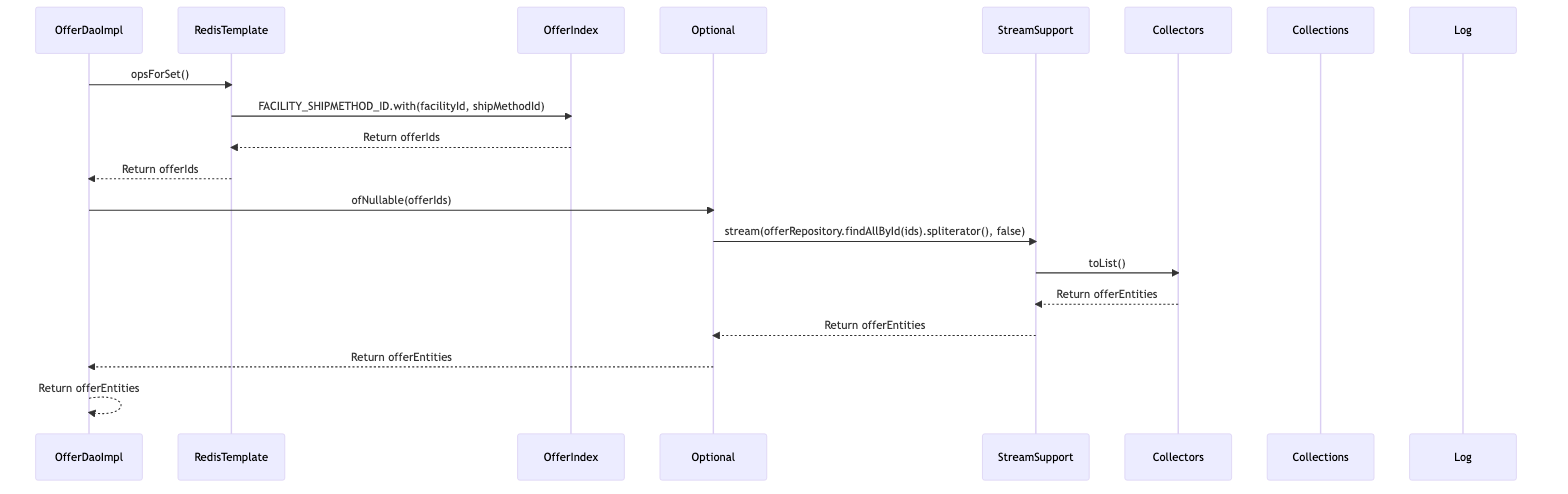 OfferDaoImpl
RedisTemplate
OfferIndex
Optional
StreamSupport
Collectors
Collections
Log
opsForSet()
FACILITY_SHIPMETHOD_ID.with(facilityId, shipMethodId)
Return offerIds
Return offerIds
ofNullable(offerIds)
stream(offerRepository.findAllById(ids).spliterator(), false)
toList()
Return offerEntities
Return offerEntities
Return offerEntities
Return offerEntities
OfferDaoImpl
RedisTemplate
OfferIndex
Optional
StreamSupport
Collectors
Collections
Log